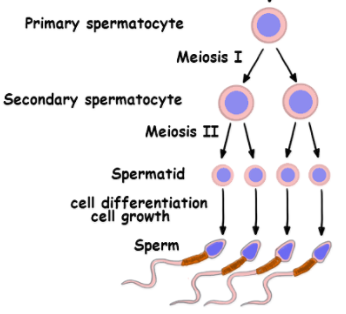 Primary spermatocyte
Meiosis I
Secondary spermatocyte
Meiosis II
Spermatid
cell differentiation
cell growth
Sperm